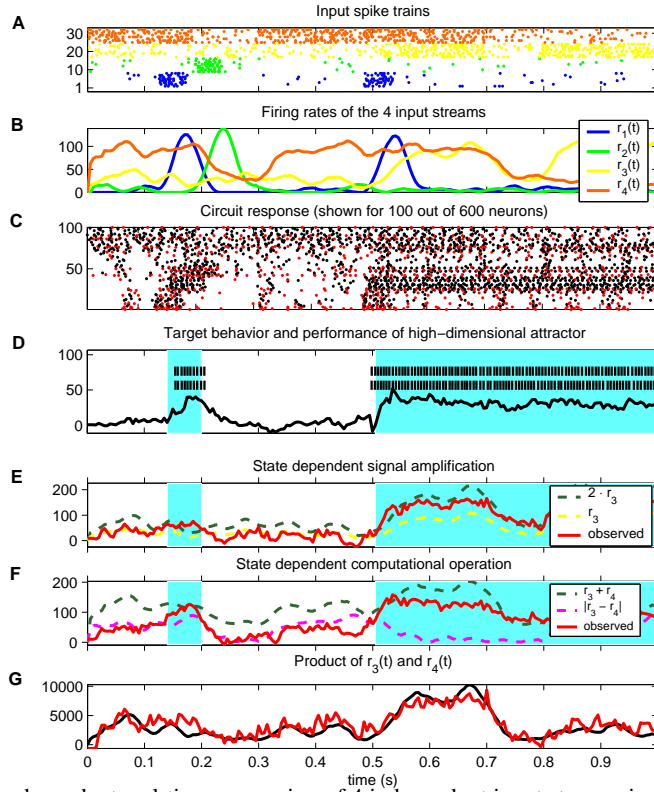 A
Input spike trains
30
20
10
1
B
Firing rates of the 4 input streams
100
50
0
r1(t)
r2(t)
r3(t)
r4(t)
C
Circuit response (shown for 100 out of 600 neurons)
100
50
D
Target behavior and performance of high−dimensional attractor
100
50
0
E
State dependent signal amplification
200
100
0
2 · r3
r3
observed
F
State dependent computational operation
200
100
0
r3 + r4
|r3 − r4|
observed
G
Product of r3(t) and r4(t)
10000
5000
0
0 0.1 0.2 0.3 0.4 0.5 0.6 0.7 0.8 0.9
time (s)